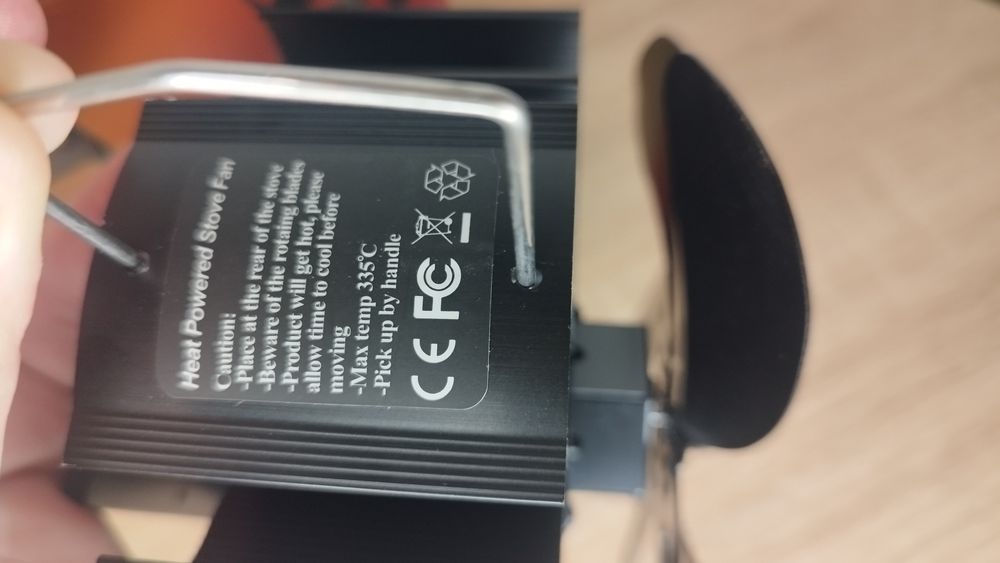 Heat Powered Stove Fan
Caution:
-Place at the rear of the stove
-Beware of the rotaing blades
-Product will get hot, please
allow time to cool before
moving
-Max temp 335℃
-Pick up by handle
CE FC